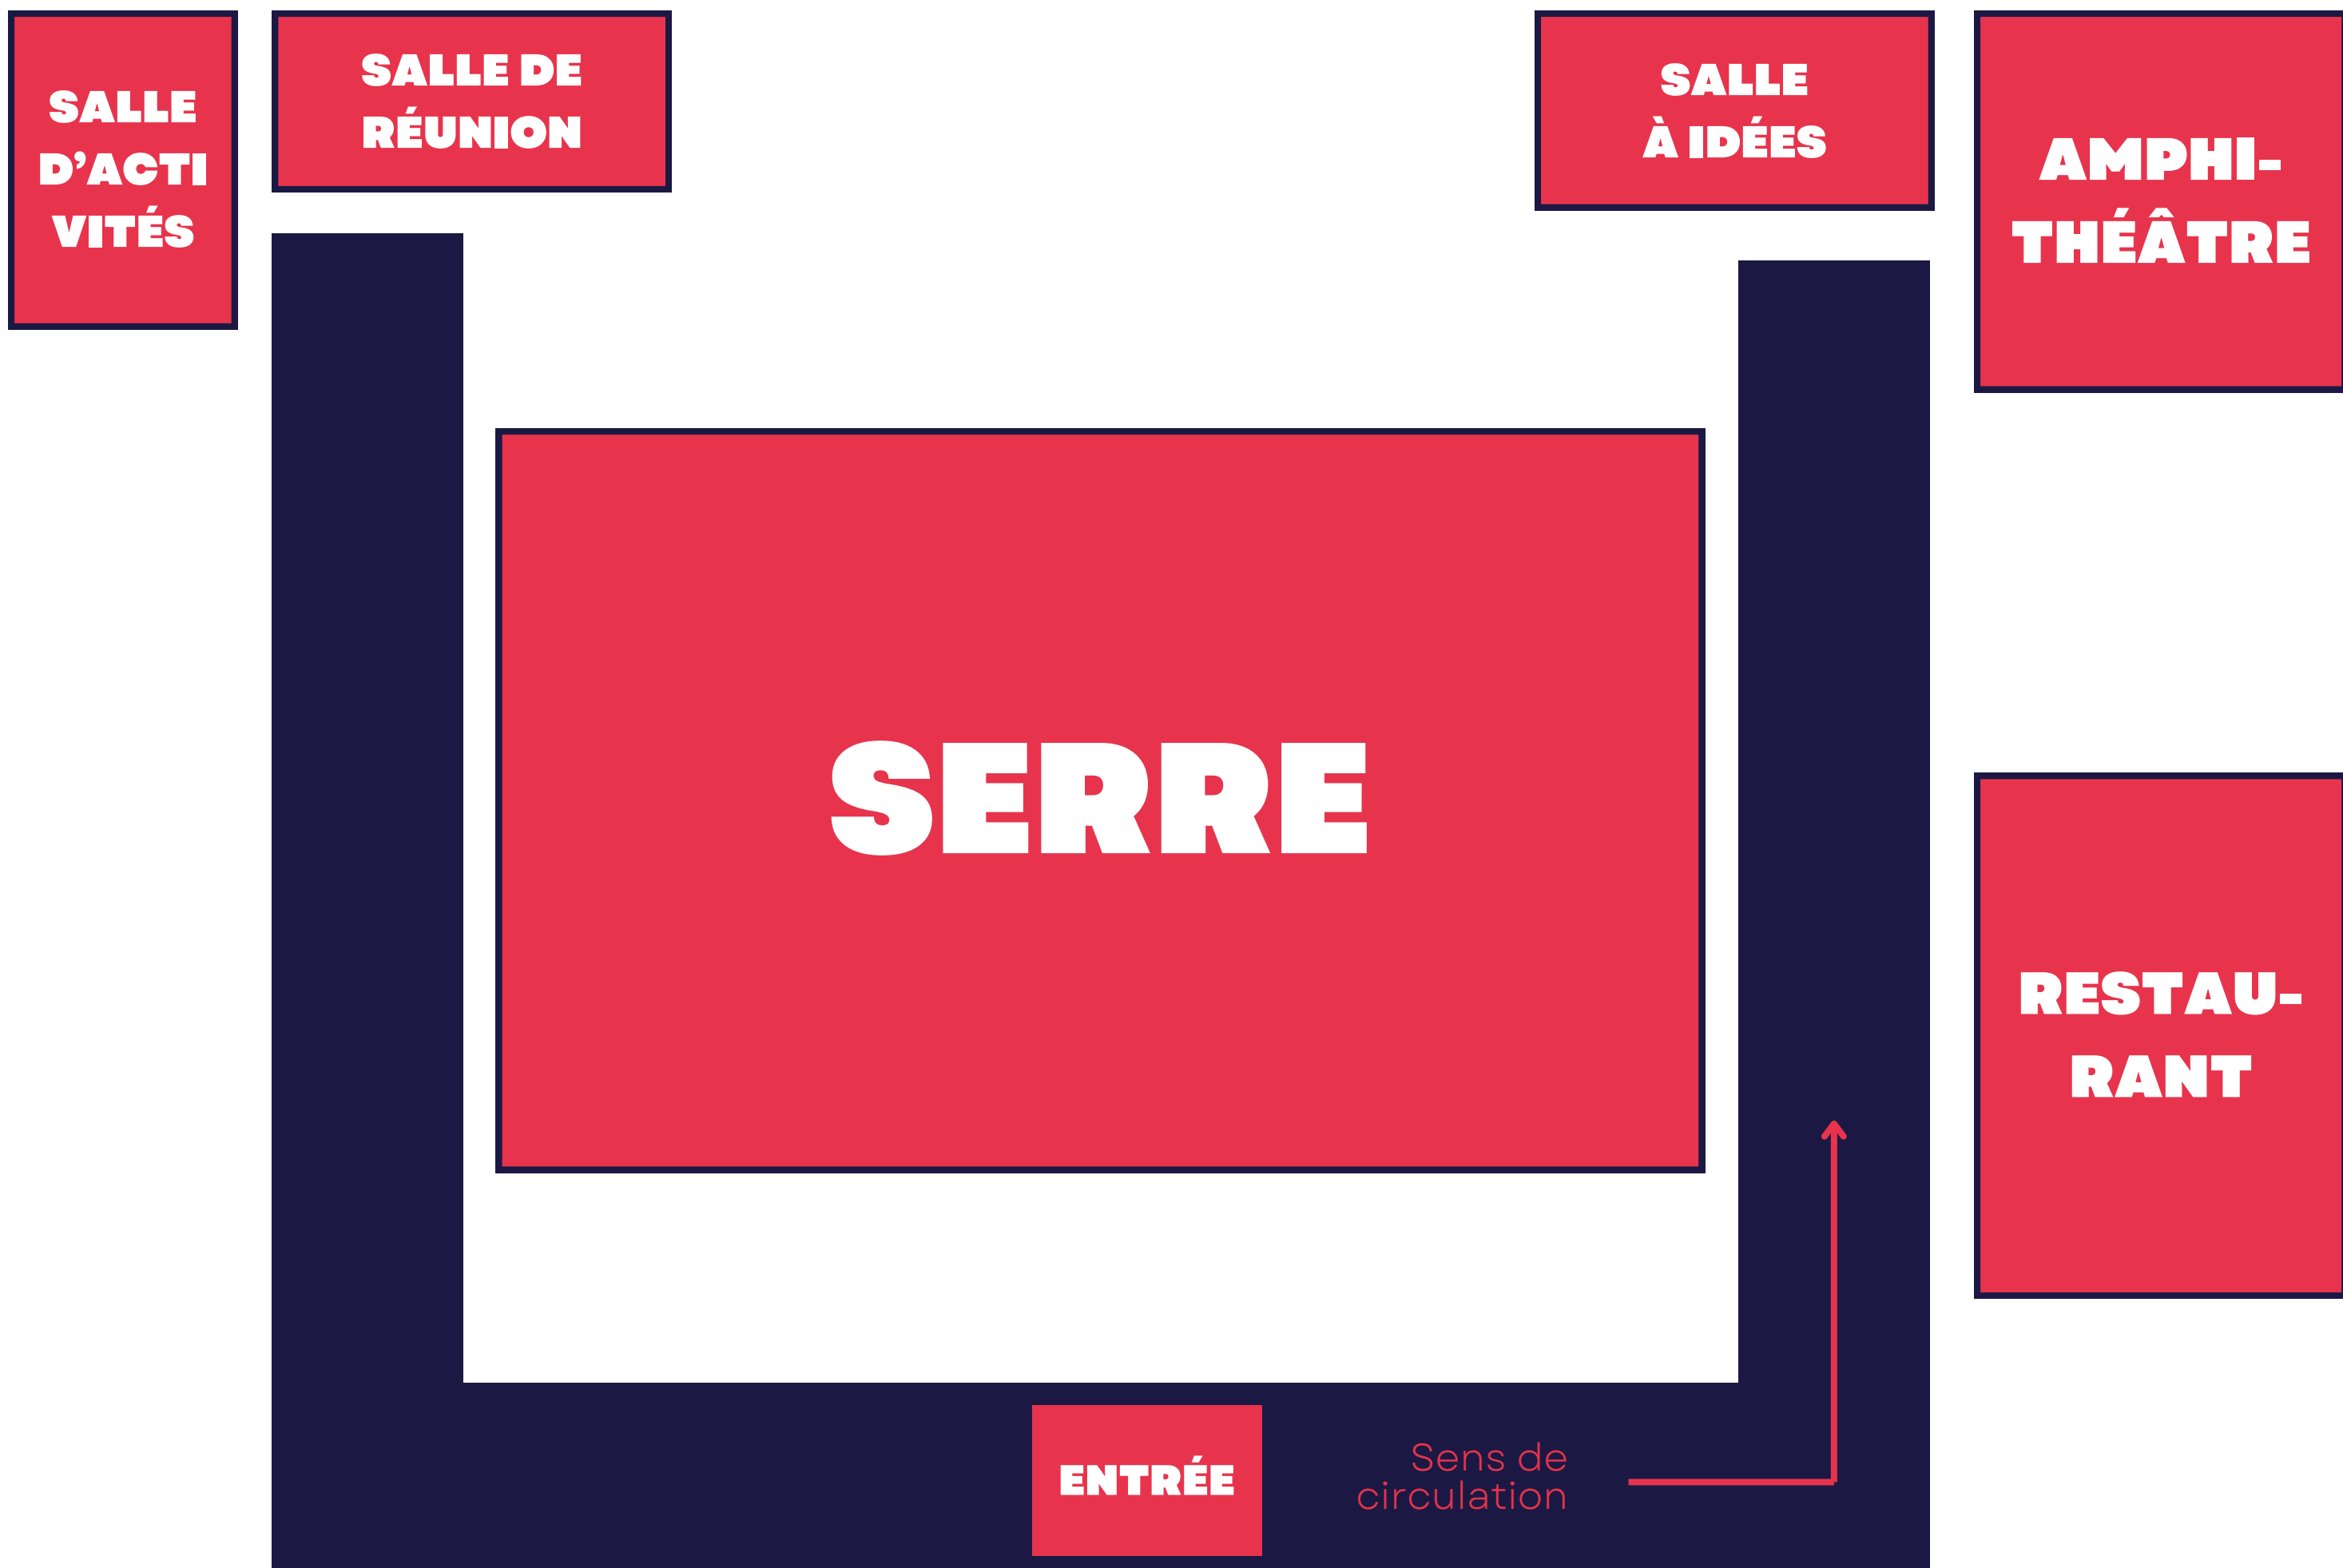 SALLE
D'ACTI
VITÉS
SALLE DE
RÉUNION
SALLE
À IDÉES
AMPHI-
THÉÂTRE
SERRE
RESTAU-
RANT
ENTRÉE
Sens de
circulation